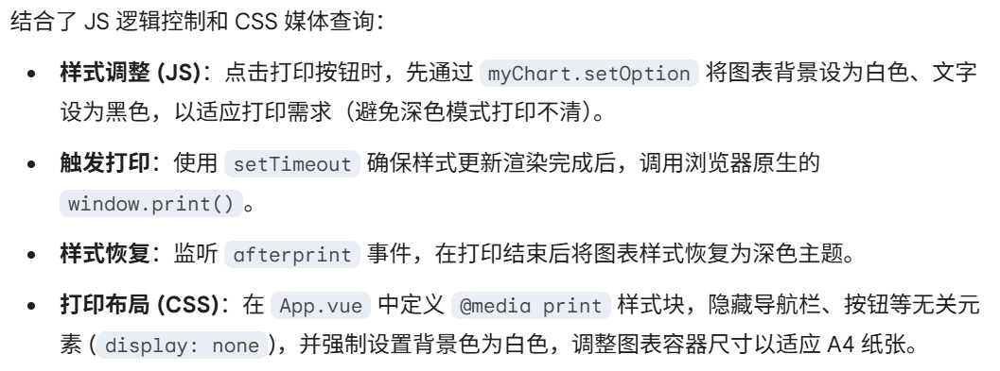 结合了 JS 逻辑控制和 CSS 媒体查询：
• 样式调整 (JS)：点击打印按钮时，先通过 myChart.setOption 将图表背景设为白色、文字
设为黑色，以适应打印需求（避免深色模式打印不清）。
• 触发打印：使用 setTimeout 确保样式更新渲染完成后，调用浏览器原生的
window.print() 。
• 样式恢复：监听 afterprint 事件，在打印结束后将图表样式恢复为深色主题。
• 打印布局 (CSS)：在 App.vue 中定义 @media print 样式块，隐藏导航栏、按钮等无关元
素 ( display: none )，并强制设置背景色为白色，调整图表容器尺寸以适应 A4 纸张。